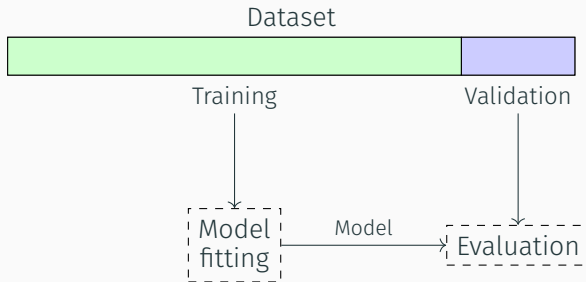 Dataset
Training
Validation
Model
fitting
Model
Evaluation